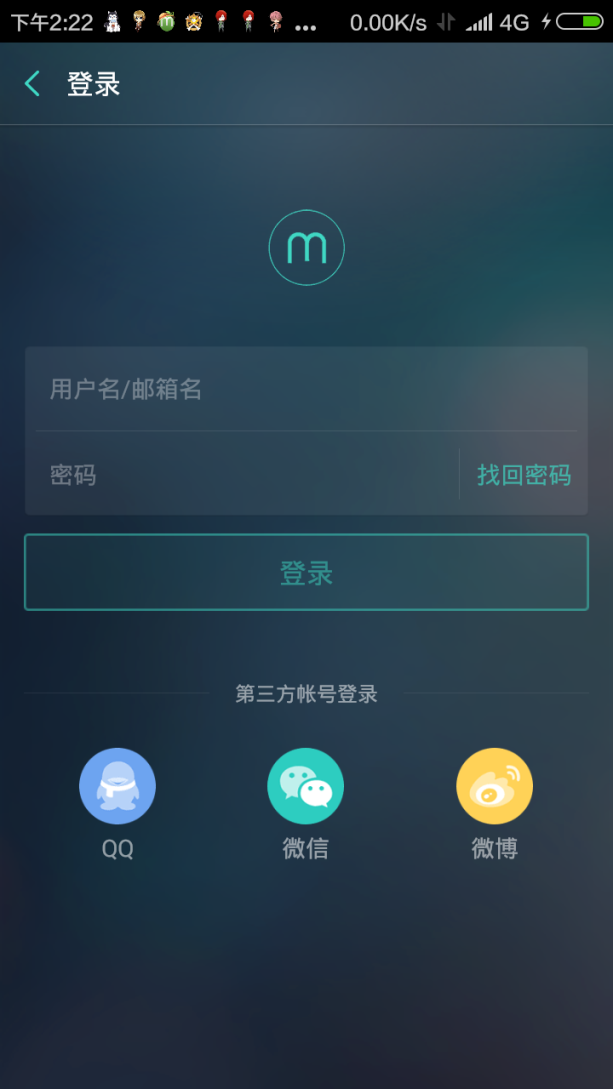 下午2:22 ... 0.00K/s 4G
登录
m
用户名/邮箱名
密码 找回密码
登录
第三方帐号登录
QQ 微信 微博